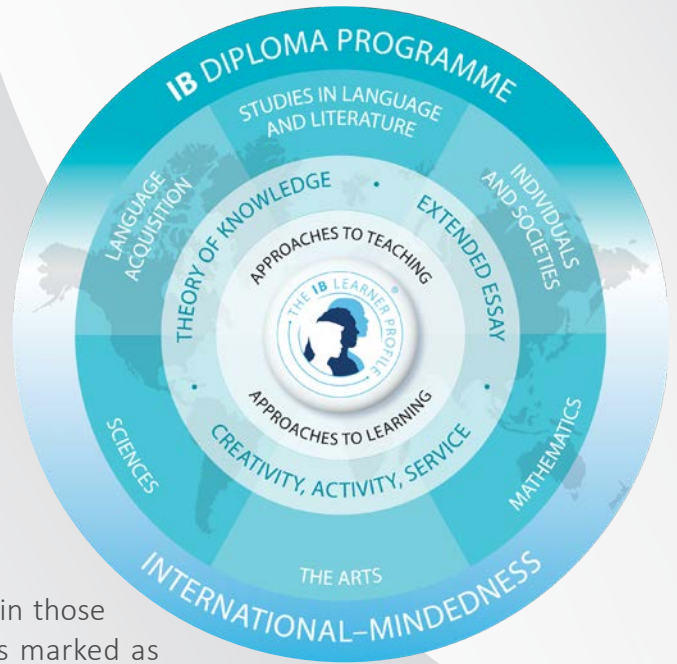 IB DIPLOMA PROGRAMME
STUDIES IN LANGUAGE
AND LITERATURE
LANGUAGE
ACQUISITION
INDIVIDUALS
AND SOCIETIES
THEORY OF KNOWLEDGE
•
EXTENDED ESSAY
•
APPROACHES TO TEACHING
THE IB LEARNER PROFILE®
APPROACHES TO LEARNING
•
CREATIVITY, ACTIVITY, SERVICE
SCIENCES
MATHEMATICS
THE ARTS
INTERNATIONAL–MINDEDNESS
in those
s marked as